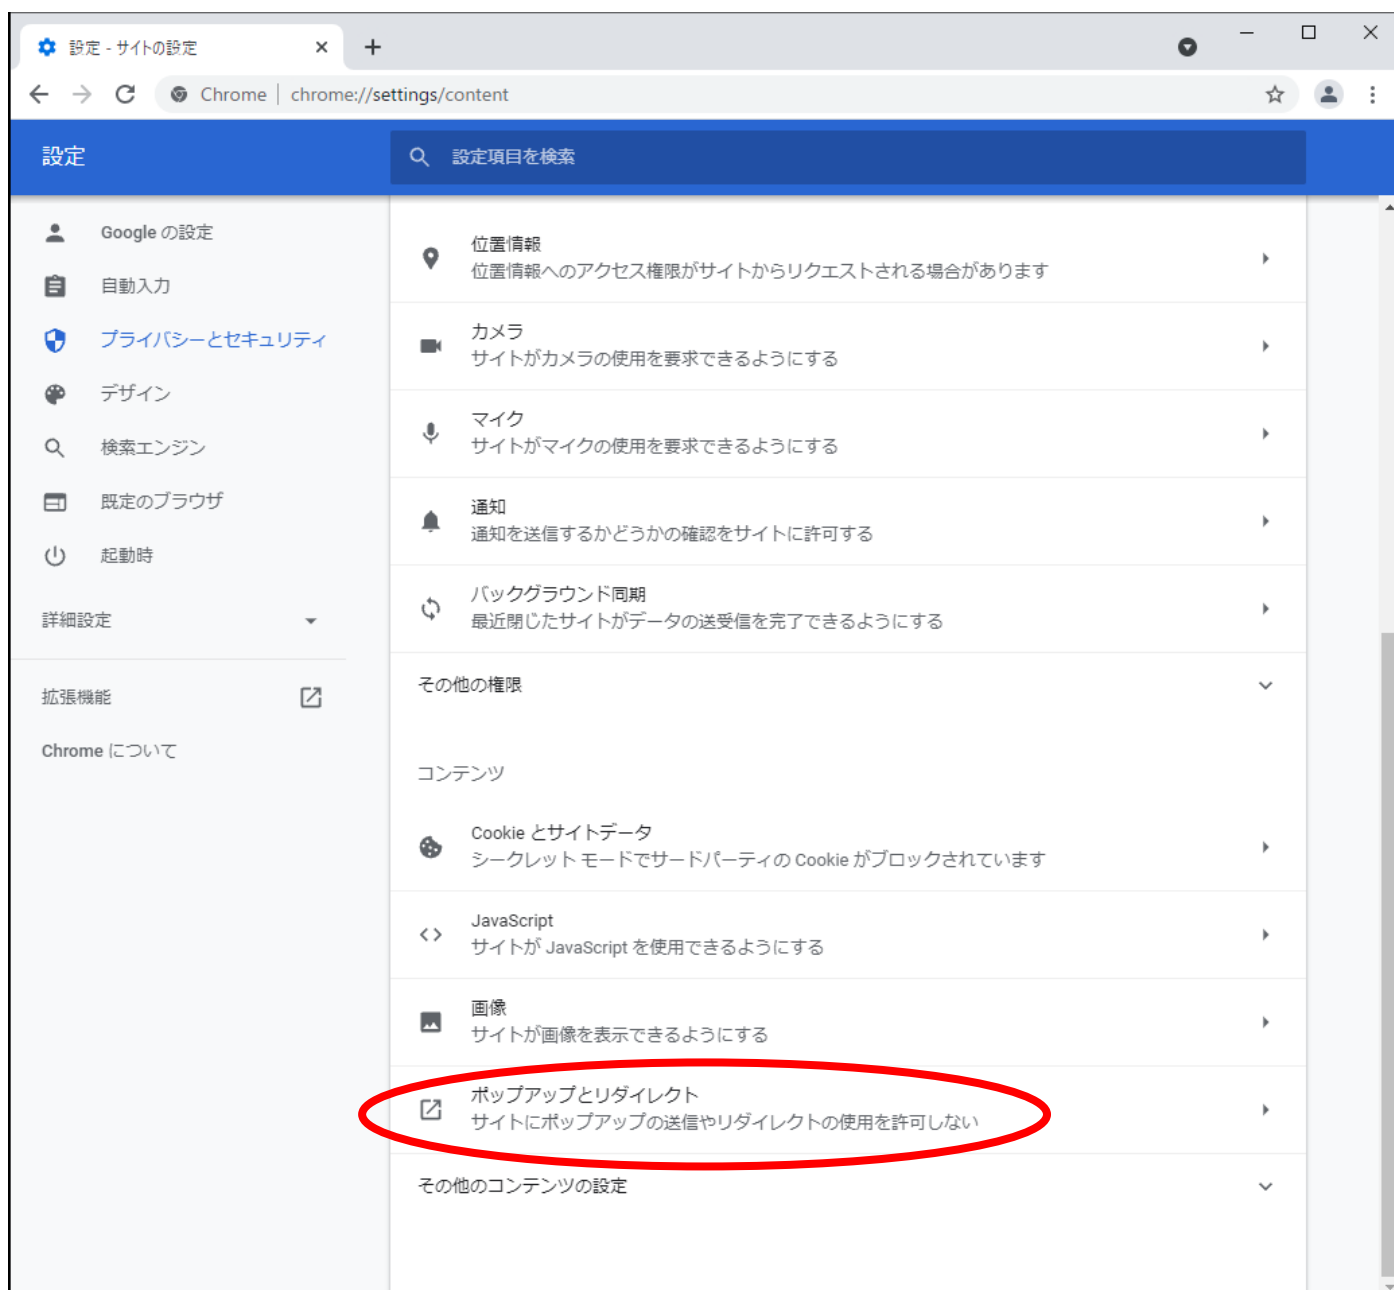 設定 - サイトの設定
Chrome
chrome://settings/content
設定
設定項目を検索
Google の設定
自動入力
プライバシーとセキュリティ
デザイン
検索エンジン
既定のブラウザ
起動時
詳細設定
拡張機能
Chrome について
位置情報
位置情報へのアクセス権限がサイトからリクエストされる場合があります
カメラ
サイトがカメラの使用を要求できるようにする
マイク
サイトがマイクの使用を要求できるようにする
通知
通知を送信するかどうかの確認をサイトに許可する
バックグラウンド同期
最近閉じたサイトがデータの送受信を完了できるようにする
その他の権限
コンテンツ
Cookie とサイトデータ
シークレット モードでサードパーティの Cookie がブロックされています
JavaScript
サイトが JavaScript を使用できるようにする
画像
サイトが画像を表示できるようにする
ポップアップとリダイレクト
サイトにポップアップの送信やリダイレクトの使用を許可しない
その他のコンテンツの設定